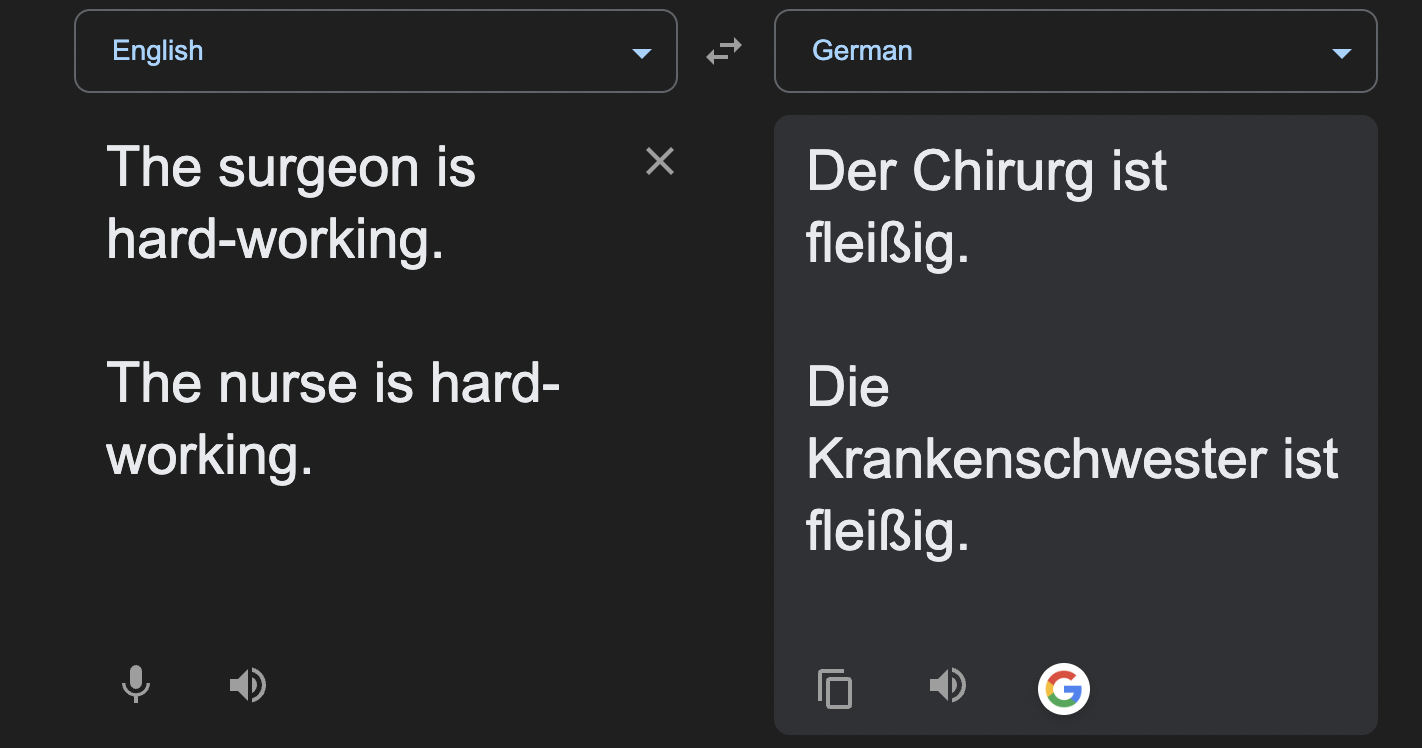 English
German
The surgeon is
hard-working.
The nurse is hard-
working.
Der Chirurg ist
fleißig.
Die
Krankenschwester ist
fleißig.